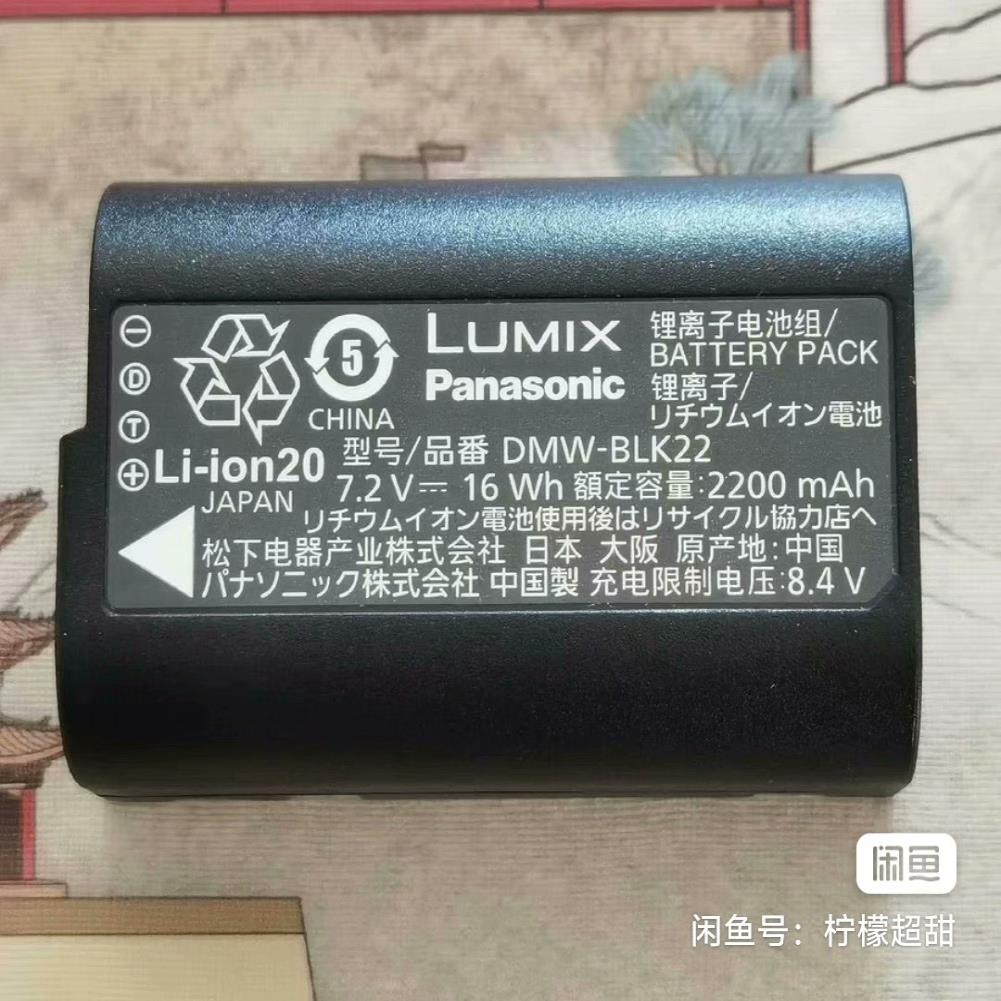 ⊖
Ⓓ
Ⓣ
⊕
5
CHINA
LUMIX
Panasonic
锂离子电池组/
BATTERY PACK
锂离子/
リチウムイオン電池
Li-ion20
JAPAN
型号/品番 DMW-BLK22
7.2 V⎓ 16 Wh 額定容量:2200 mAh
リチウムイオン電池使用後はリサイクル協力店へ
松下电器产业株式会社 日本 大阪 原产地:中国
パナソニック株式会社 中国製 充电限制电压:8.4 V
闲鱼
闲鱼号：柠檬超甜